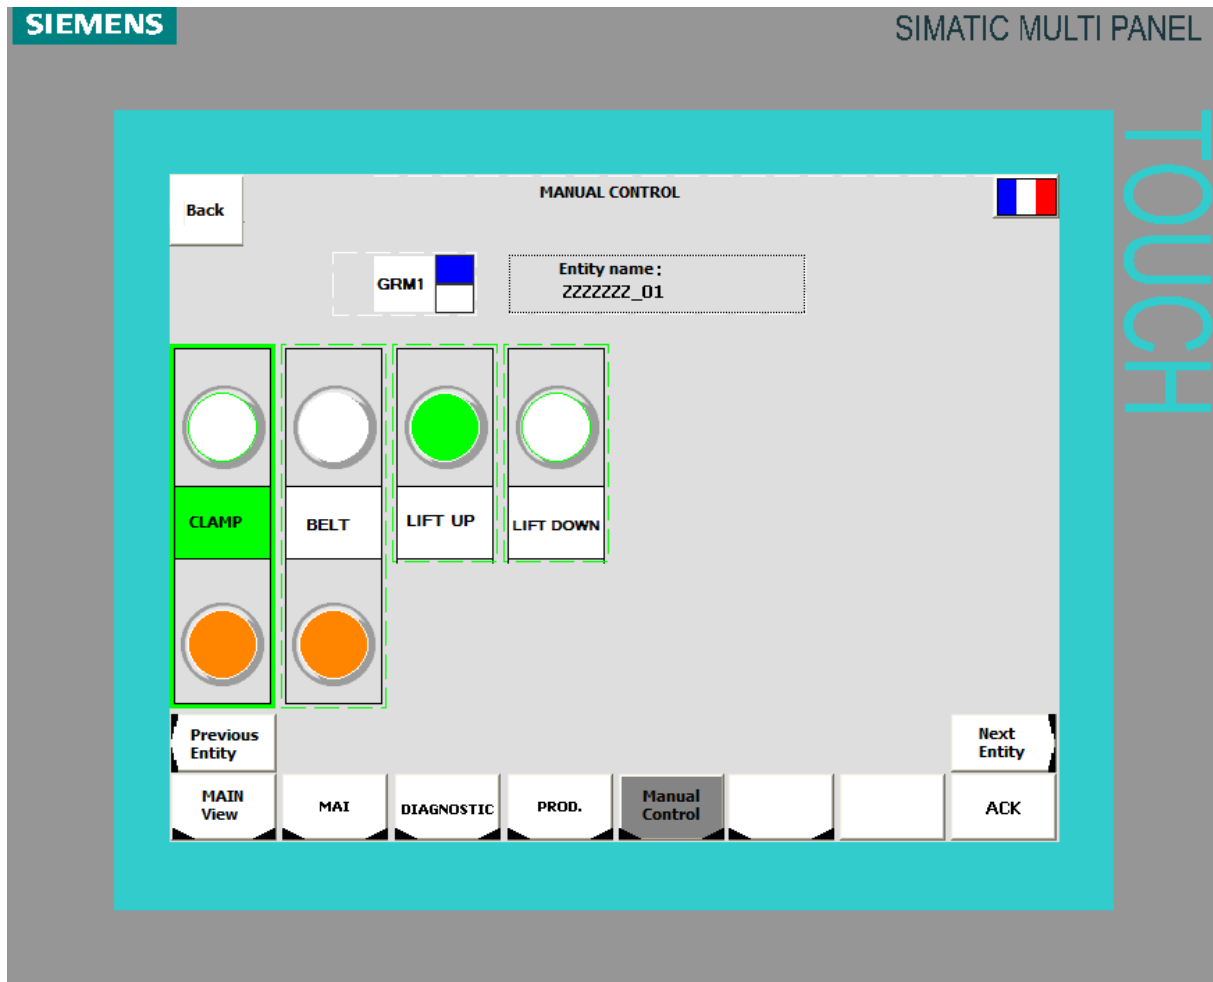 SIEMENS
SIMATIC MULTI PANEL
TOUCH
Back
MANUAL CONTROL
GRM1
Entity name:
ZZZZZZZ_01
CLAMP
BELT
LIFT UP
LIFT DOWN
Previous
Entity
Next
Entity
MAIN
View
MAI
DIAGNOSTIC
PROD.
Manual
Control
ACK